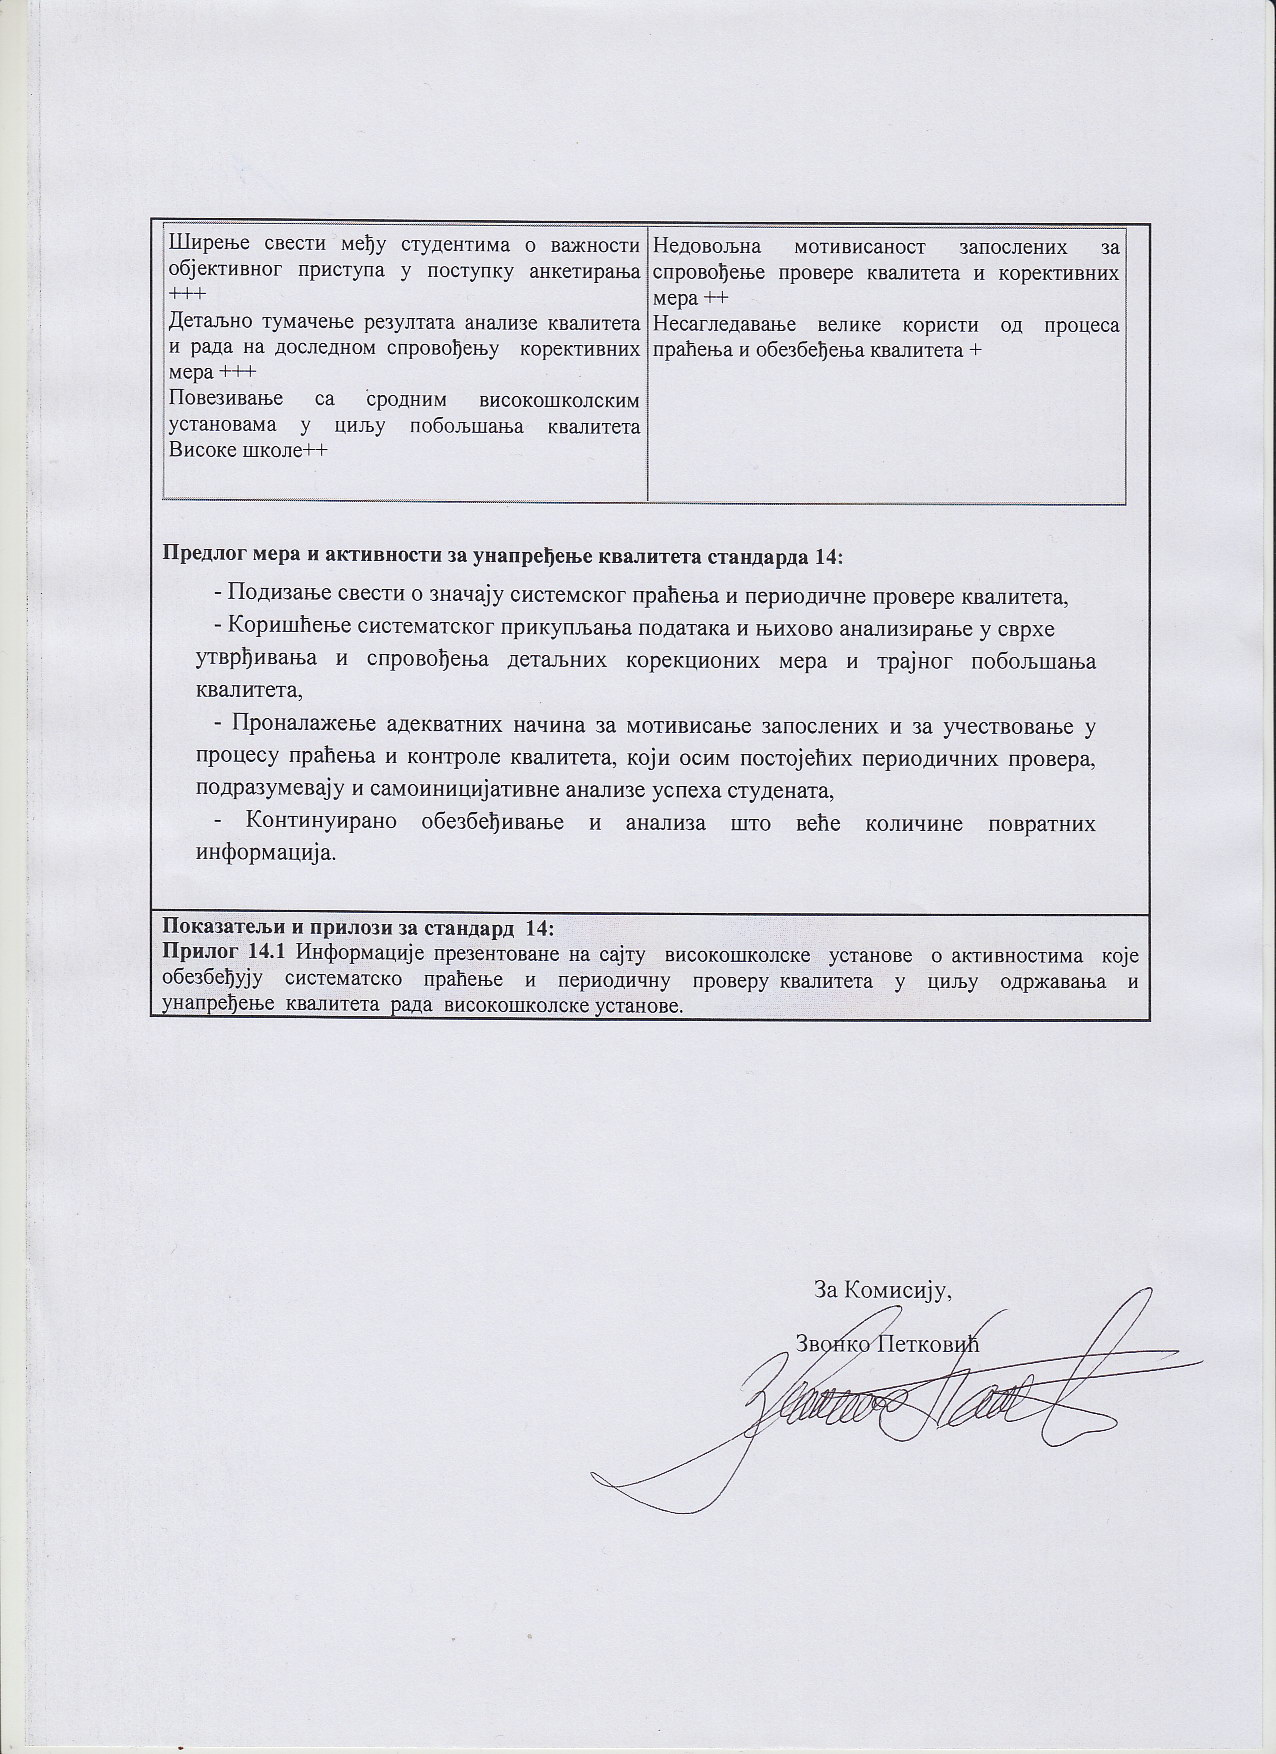 Ширење свести међу студентима о важности
објективног приступа у поступку анкетирања
+++
Детаљно тумачење резултата анализе квалитета
и рада на доследном спровођењу корективних
мера +++
Повезивање са сродним високошколским
установама у циљу побољшања квалитета
Високе школе++
Недовољна мотивисаност запослених за
спровођење провере квалитета и корективних
мера ++
Несагледавање велике користи од процеса
праћења и обезбеђења квалитета +
Предлог мера и активности за унапређење квалитета стандарда 14:
- Подизање свести о значају системског праћења и периодичне провере квалитета,
- Коришћење систематског прикупљања података и њихово анализирање у сврхе
утврђивања и спровођења детаљних корекционих мера и трајног побољшања
квалитета,
- Проналажење адекватних начина за мотивисање запослених и за учествовање у
процесу праћења и контроле квалитета, који осим постојећих периодичних провера,
подразумевају и самоиницијативне анализе успеха студената,
- Континуирано обезбеђивање и анализа што веће количине повратних
информација.
Показатељи и прилози за стандард 14:
Прилог 14.1 Информације презентоване на сајту високошколске установе о активностима које
обезбеђују систематско праћење и периодичну проверу квалитета у циљу одржавања и
унапређење квалитета рада високошколске установе.
За Комисију,
Звонко Петковић